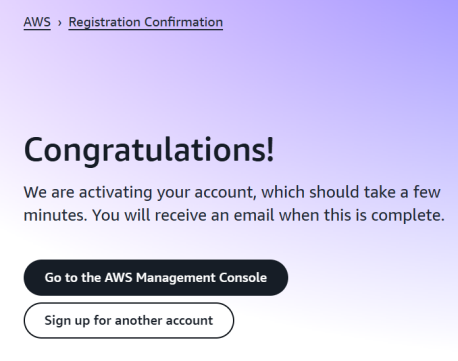 AWS › Registration Confirmation
Congratulations!
We are activating your account, which should take a few
minutes. You will receive an email when this is complete.
Go to the AWS Management Console
Sign up for another account